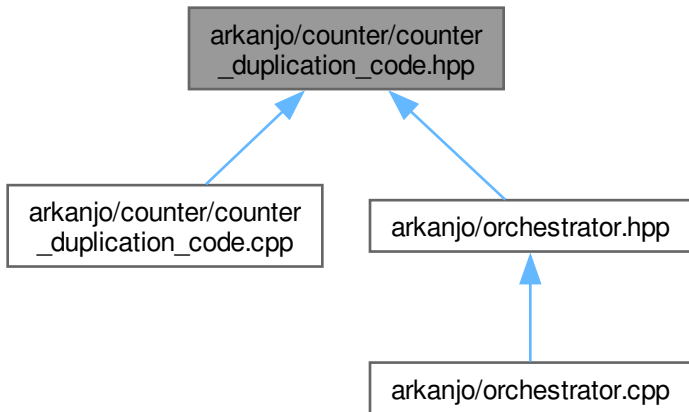 arkanjo/counter/counter
_duplication_code.hpp
arkanjo/counter/counter
_duplication_code.cpp
arkanjo/orchestrator.hpp
arkanjo/orchestrator.cpp